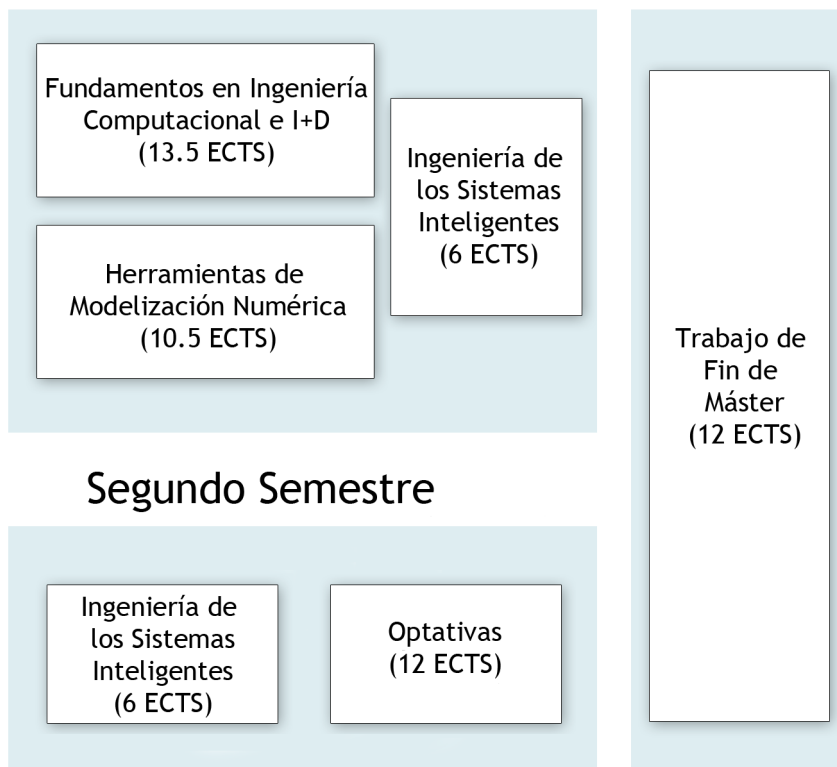 Fundamentos en Ingeniería
Computacional e I+D
(13.5 ECTS)
Herramientas de
Modelización Numérica
(10.5 ECTS)
Ingeniería de
los Sistemas
Inteligentes
(6 ECTS)
Segundo Semestre
Ingeniería de
los Sistemas
Inteligentes
(6 ECTS)
Optativas
(12 ECTS)
Trabajo de
Fin de
Máster
(12 ECTS)